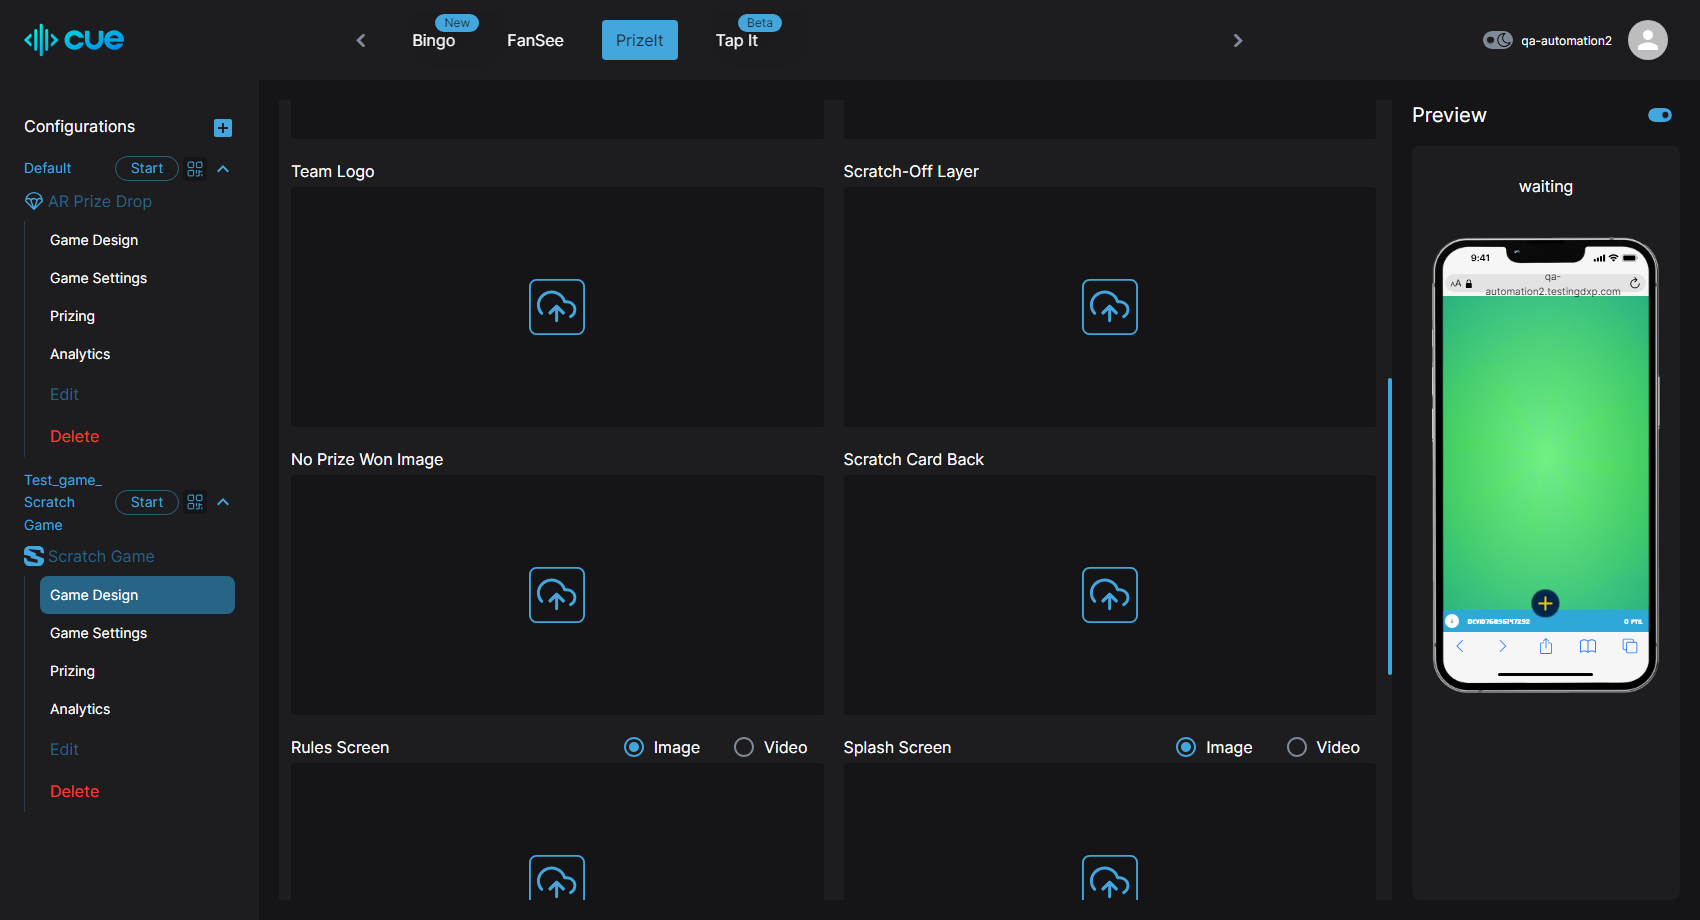 cue
Bingo
New
FanSee
PrizeIt
Tap It
Beta
qa-automation2
Configurations
Default
Start
AR Prize Drop
Game Design
Game Settings
Prizing
Analytics
Edit
Delete
Test_game_
Scratch
Game
Start
Scratch Game
Game Design
Game Settings
Prizing
Analytics
Edit
Delete
Team Logo
Scratch-Off Layer
No Prize Won Image
Scratch Card Back
Rules Screen
Image
Video
Splash Screen
Image
Video
Preview
waiting
9:41
AA
qa-
automation2.testingdxp.com
0 PTS.